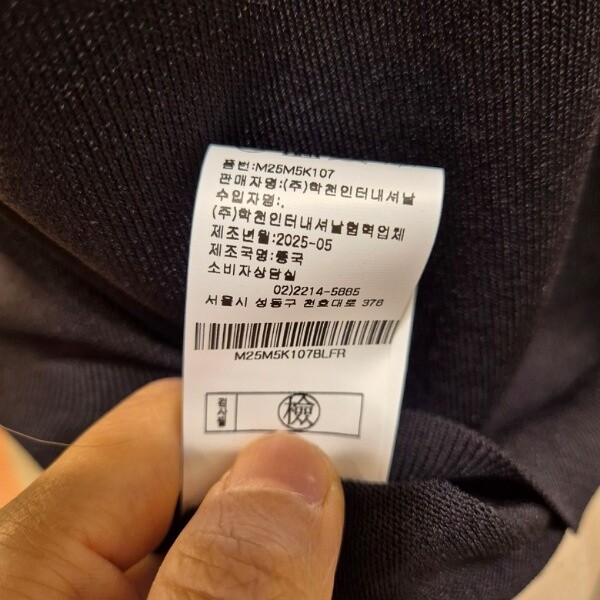 품번:M25M5K107
판매자명:(주)학천인터내셔날
수입자명:.
(주)학천인터내셔날협력업체
제조년월:2025-05
제조국명:중국
소비자상담실
02)2214-5885
서울시 성동구 천호대로 376
M25M5K107BLFR
검사필
檢